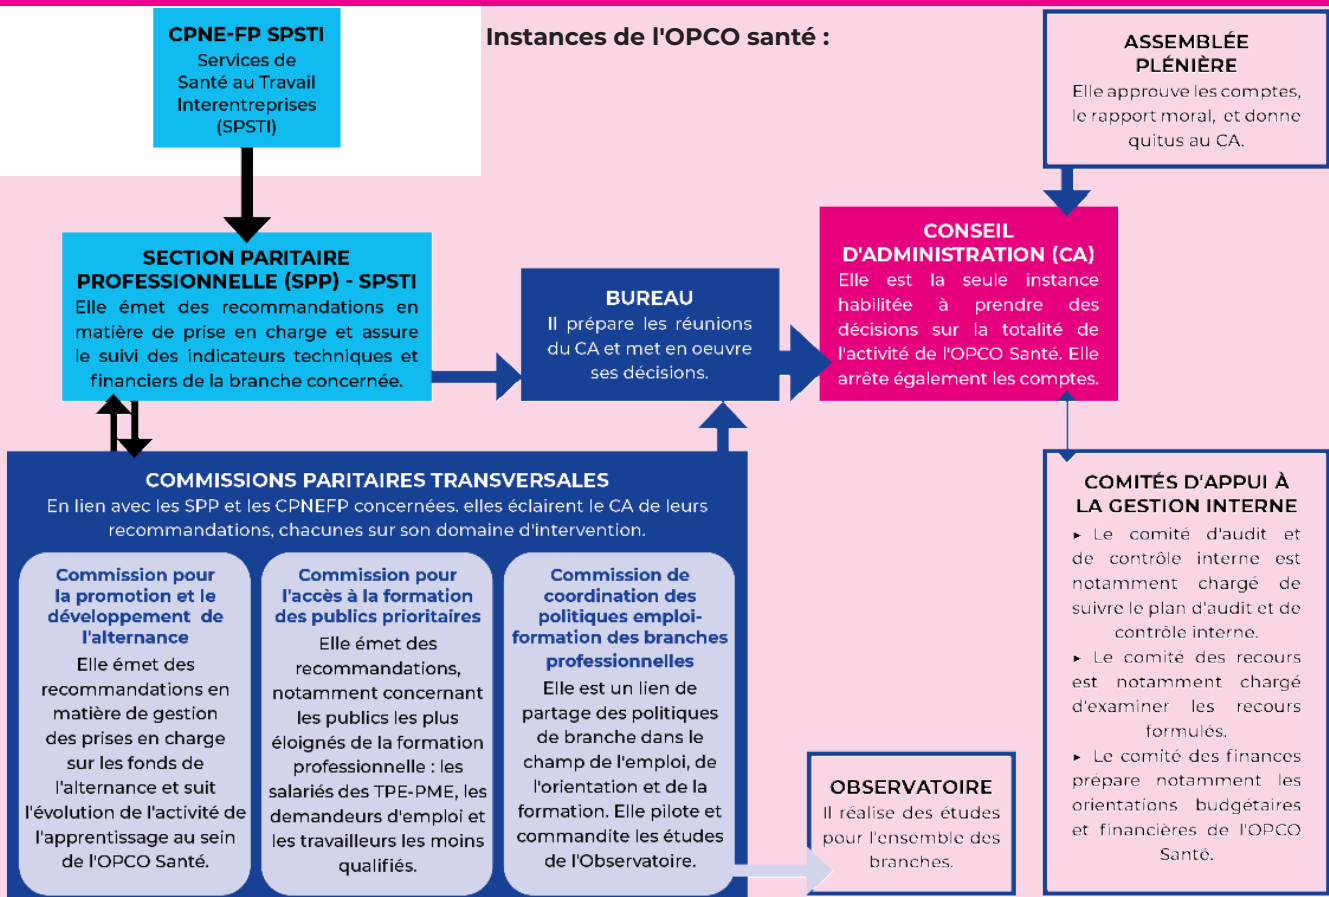 CPNE-FP SPSTI
Services de
Santé au Travail
Interentreprises
(SPSTI)
Instances de l'OPCO santé :
ASSEMBLÉE
PLÉNIÈRE
Elle approuve les comptes,
le rapport moral, et donne
quitus au CA.
SECTION PARITAIRE
PROFESSIONNELLE (SPP) - SPSTI
Elle émet des recommandations en
matière de prise en charge et assure
le suivi des indicateurs techniques et
financiers de la branche concernée.
BUREAU
Il prépare les réunions
du CA et met en oeuvre
ses décisions.
CONSEIL
D'ADMINISTRATION (CA)
Elle est la seule instance
habilitée à prendre des
décisions sur la totalité de
l'activité de l'OPCO Santé. Elle
arrête également les comptes.
COMMISSIONS PARITAIRES TRANSVERSALES
En lien avec les SPP et les CPNEFP concernées. elles éclairent le CA de leurs
recommandations, chacunes sur son domaine d'intervention.
Commission pour
la promotion et le
développement de
l'alternance
Elle émet des
recommandations en
matière de gestion
des prises en charge
sur les fonds de
l'alternance et suit
l'évolution de l'activité de
l'apprentissage au sein
de l'OPCO Santé.
Commission pour
l'accès à la formation
des publics prioritaires
Elle émet des
recommandations,
notamment concernant
les publics les plus
éloignés de la formation
professionnelle : les
salariés des TPE-PME, les
demandeurs d'emploi et
les travailleurs les moins
qualifiés.
Commission de
coordination des
politiques emploi-
formation des branches
professionnelles
Elle est un lien de
partage des politiques
de branche dans le
champ de l'emploi, de
l'orientation et de la
formation. Elle pilote et
commandite les études
de l'Observatoire.
OBSERVATOIRE
Il réalise des études
pour l'ensemble des
branches.
COMITÉS D'APPUI À
LA GESTION INTERNE
▸ Le comité d'audit et
de contrôle interne est
notamment chargé de
suivre le plan d'audit et de
contrôle interne.
▸ Le comité des recours
est notamment chargé
d'examiner les recours
formulés.
▸ Le comité des finances
prépare notamment les
orientations budgétaires
et financières de l'OPCO
Santé.